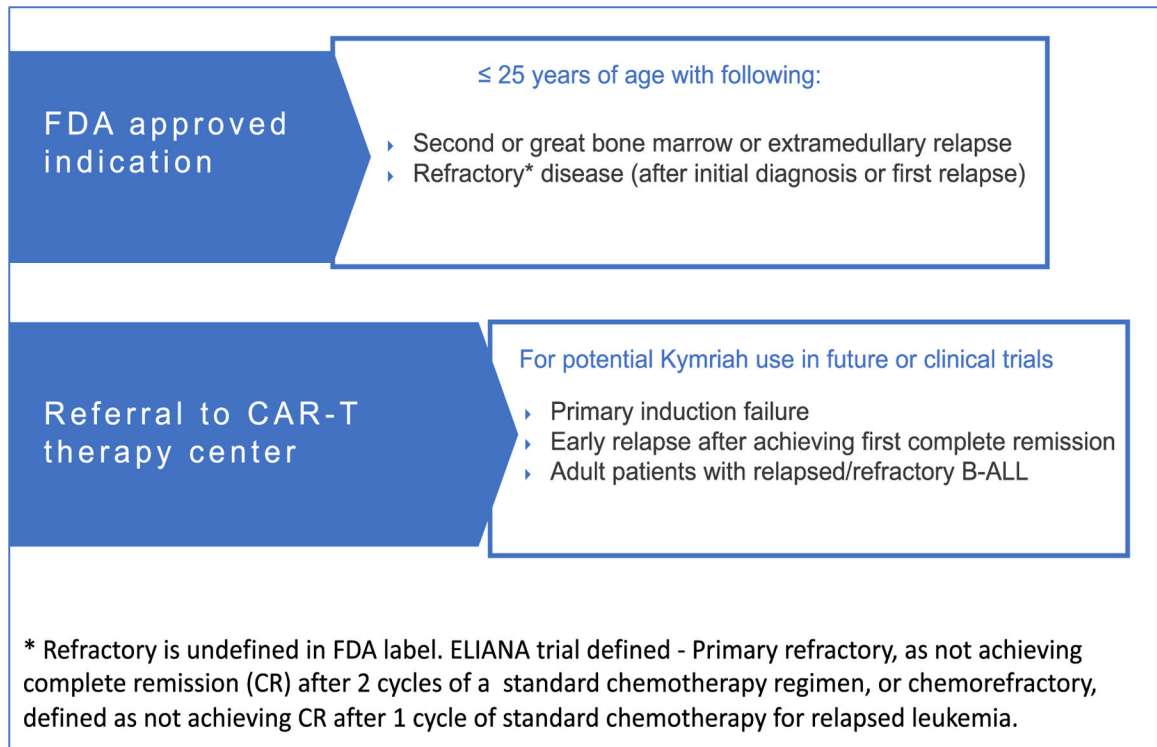 FDA approved
indication
≤ 25 years of age with following:
Second or great bone marrow or extramedullary relapse
Refractory* disease (after initial diagnosis or first relapse)
Referral to CAR-T
therapy center
For potential Kymriah use in future or clinical trials
Primary induction failure
Early relapse after achieving first complete remission
Adult patients with relapsed/refractory B-ALL
* Refractory is undefined in FDA label. ELIANA trial defined - Primary refractory, as not achieving
complete remission (CR) after 2 cycles of a standard chemotherapy regimen, or chemorefractory,
defined as not achieving CR after 1 cycle of standard chemotherapy for relapsed leukemia.